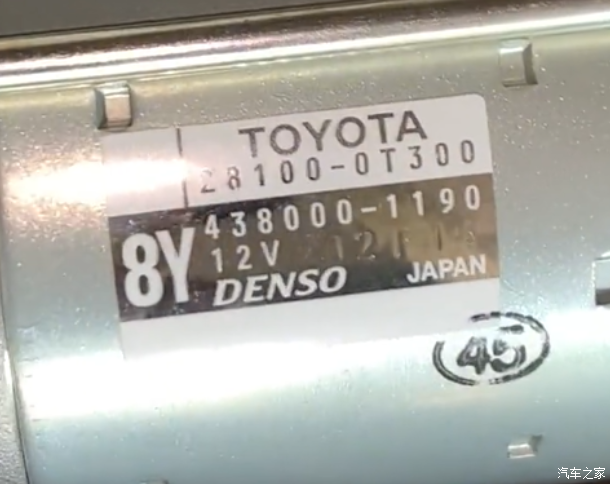 TOYOTA
28100-0T300
438000-1190
8Y
12V
DENSO
JAPAN
45
汽车之家